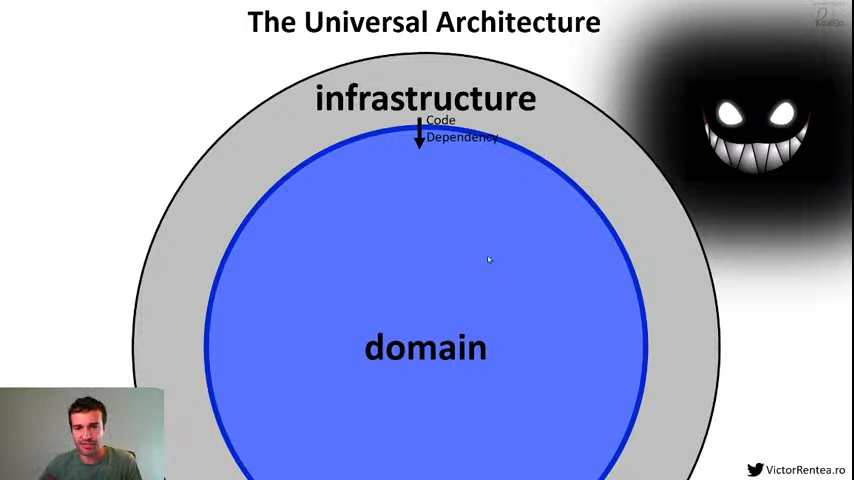 The Universal Architecture
infrastructure
Code
Dependency
domain
VictorRentea.ro